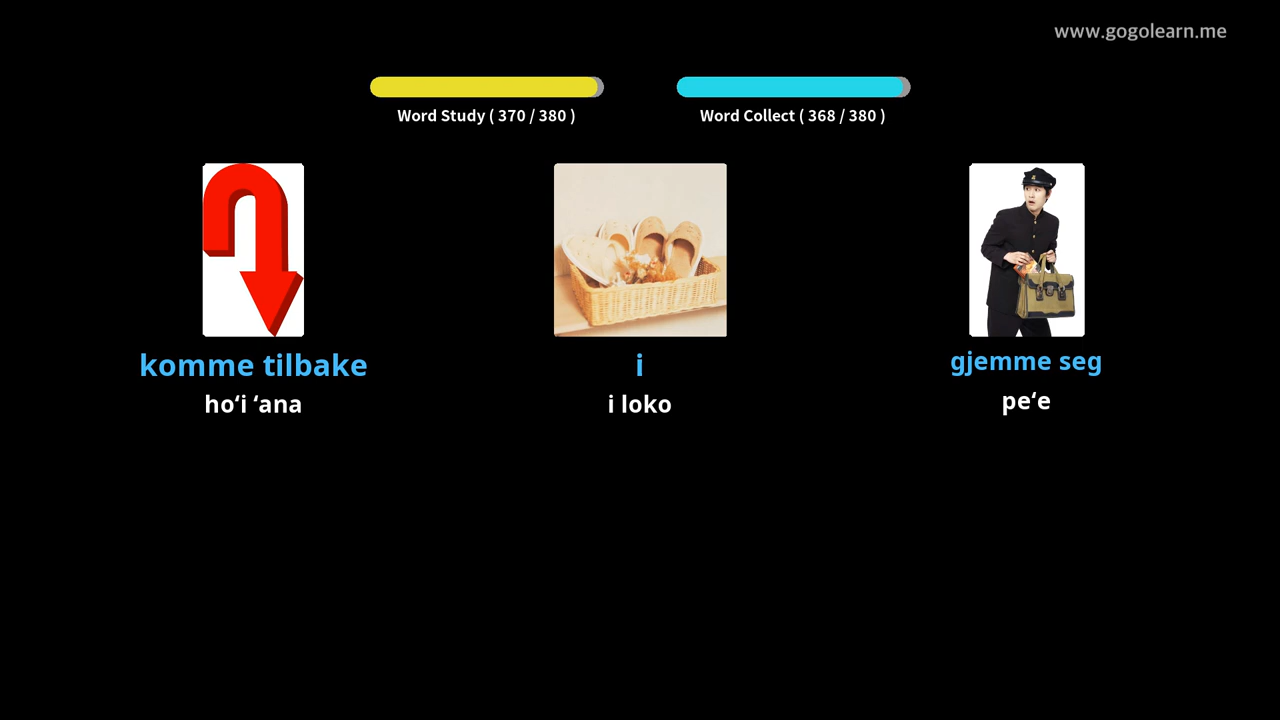 www.gogolearn.me
Word Study ( 370 / 380 )
Word Collect ( 368 / 380 )
komme tilbake
hoʻi ʻana
i
i loko
gjemme seg
peʻe